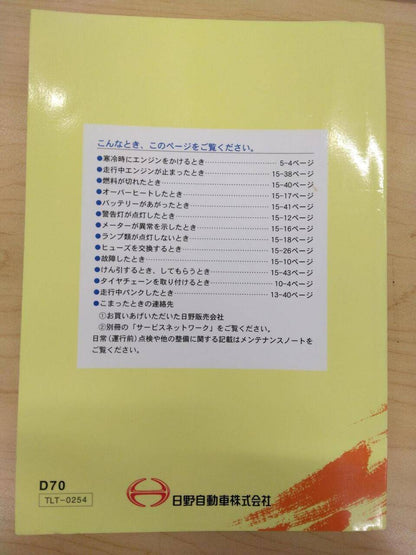 こんなとき、このページをご覧ください。
●寒冷時にエンジンをかけるとき……………… 5-4ページ
●走行中エンジンが止まったとき………………15-38ページ
●燃料が切れたとき………………15-40ページ
●オーバーヒートしたとき………………15-17ページ
●バッテリーがあがったとき………………15-41ページ
●警告灯が点灯したとき………………15-12ページ
●メーターが異常を示したとき………………15-16ページ
●ランプ類が点灯しないとき………………15-18ページ
●ヒューズを交換するとき………………15-26ページ
●故障したとき………………15-10ページ
●けん引するとき、してもらうとき………………15-43ページ
●タイヤチェーンを取り付けるとき………………10-4ページ
●走行中パンクしたとき………………13-40ページ
●こまったときの連絡先
①お買いあげいただいた日野販売会社
②別冊の「サービスネットワーク」をご覧ください。
日常(運行前)点検や他の整備に関する記載はメンテナンスノートを
ご覧ください。
D70
TLT-0254
日野自動車株式会社